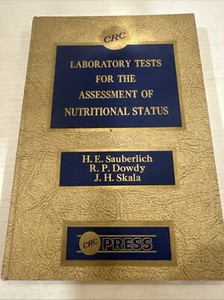 CRC
LABORATORY TESTS
FOR THE
ASSESSMENT OF
NUTRITIONAL STATUS
H. E. Sauberlich
R. P. Dowdy
J. H. Skala
CRC PRESS